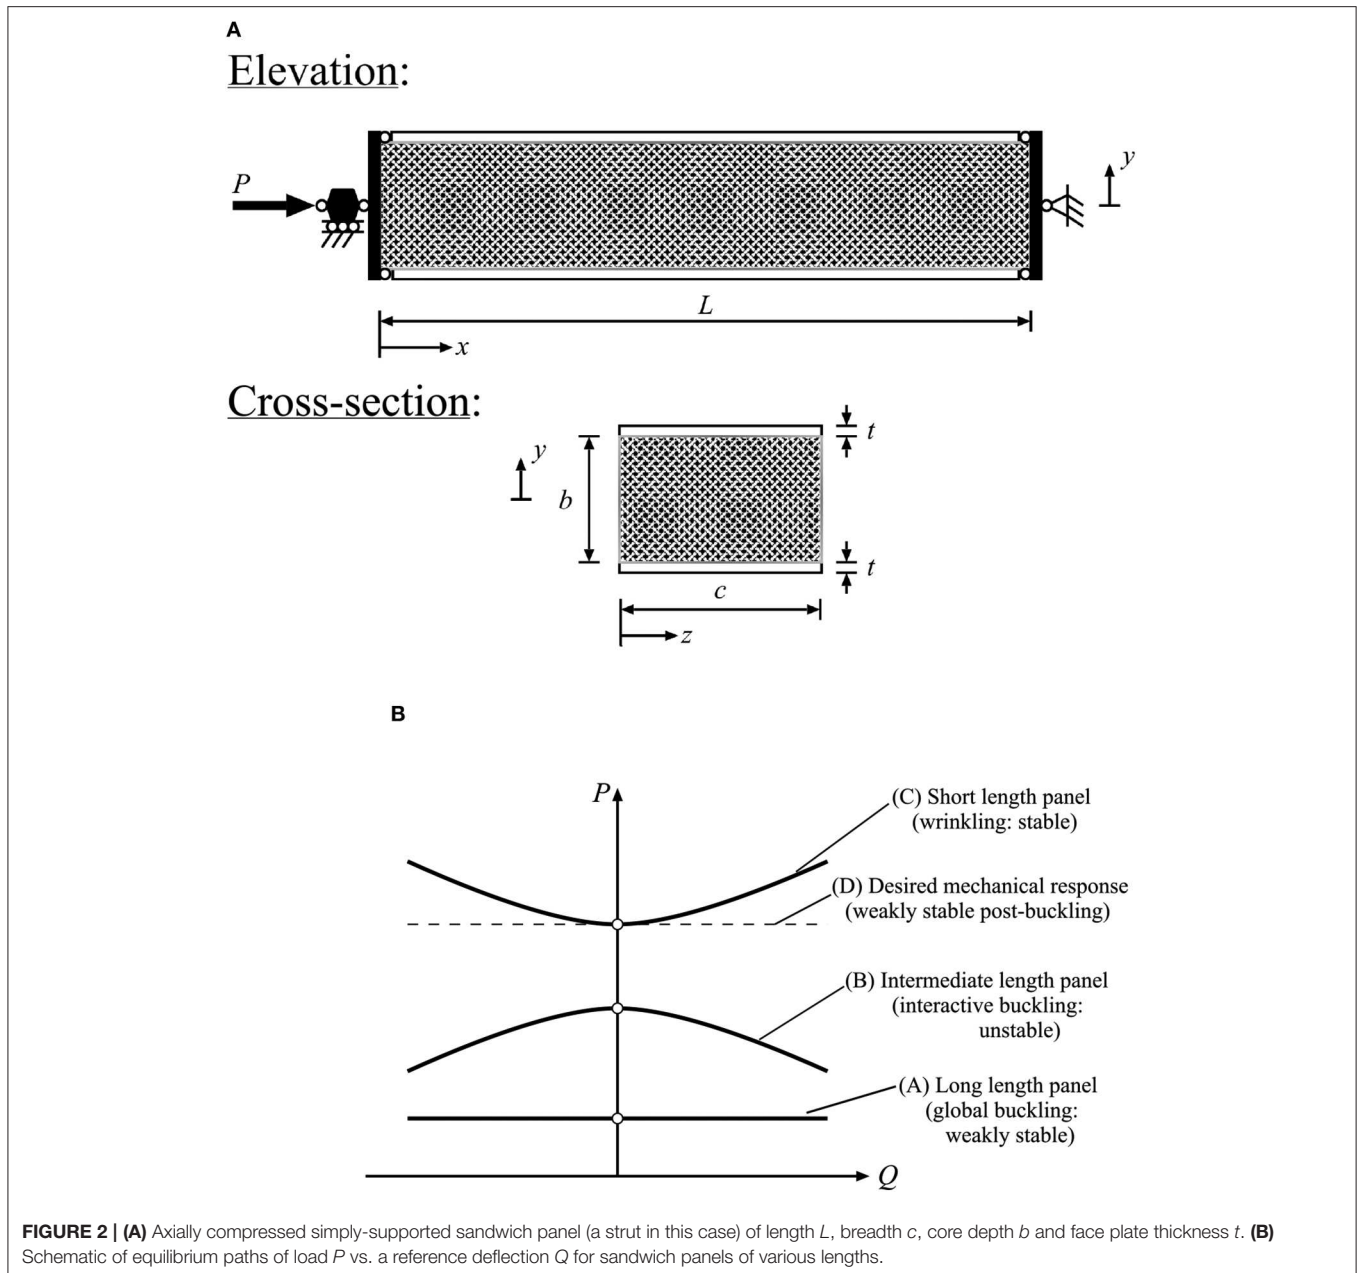 A
Elevation:
P
y
L
x
Cross-section:
t
y
b
t
c
z
B
P
(C) Short length panel
(wrinkling: stable)
(D) Desired mechanical response
(weakly stable post-buckling)
(B) Intermediate length panel
(interactive buckling:
unstable)
(A) Long length panel
(global buckling:
weakly stable)
Q
FIGURE 2 | (A) Axially compressed simply-supported sandwich panel (a strut in this case) of length L, breadth c, core depth b and face plate thickness t. (B)
Schematic of equilibrium paths of load P vs. a reference deflection Q for sandwich panels of various lengths.